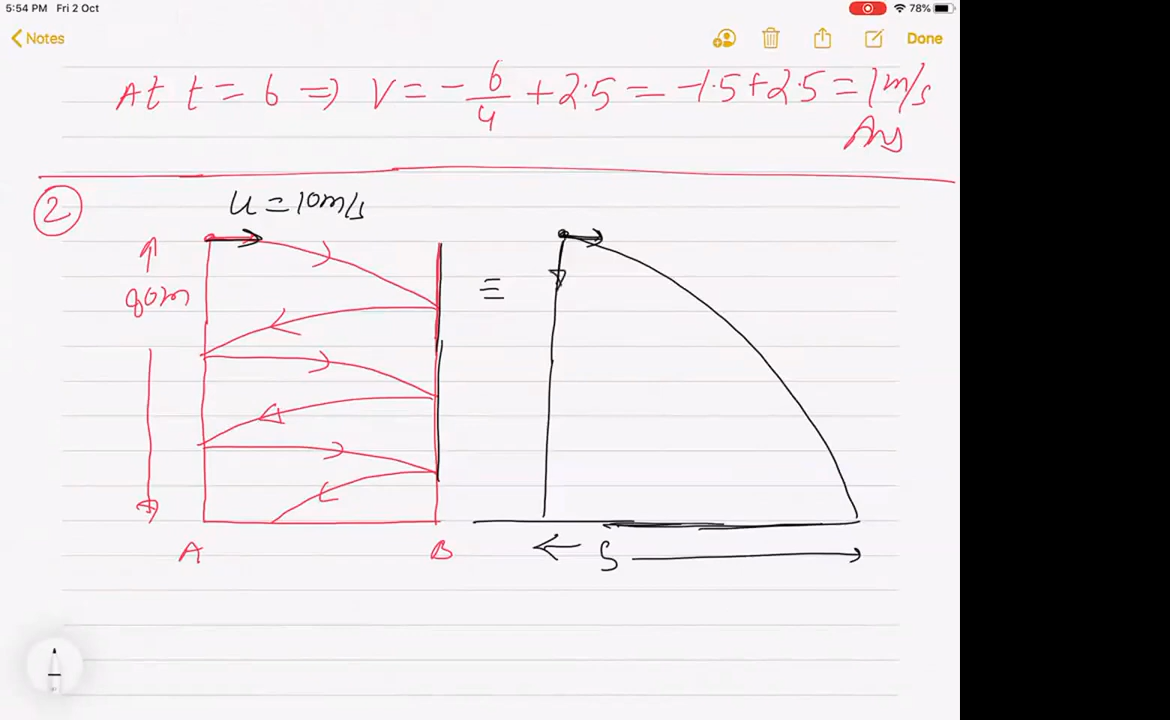 5:54 PM Fri 2 Oct
78%
Notes
Done
At t = 6 ⇒ V = - 6/4 + 2.5 = -1.5 + 2.5 = 1 m/s
Ans
2
u = 10 m/s
90m
≡
A
B
S